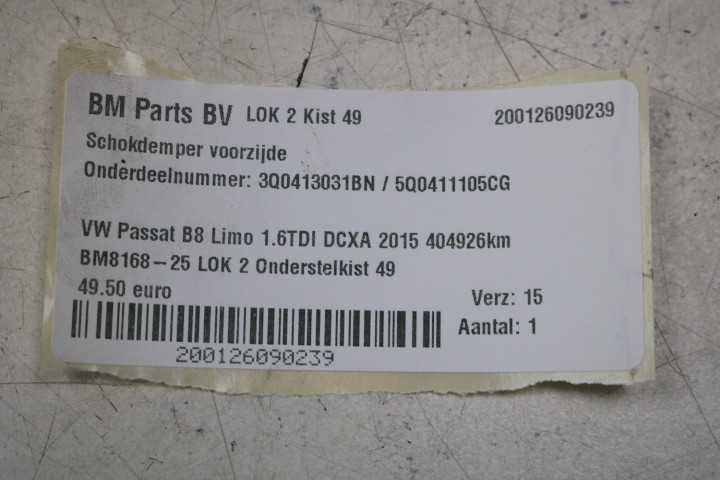 BM Parts BV LOK 2 Kist 49 200126090239
Schokdemper voorzijde
Onderdeelnummer: 3Q0413031BN / 5Q0411105CG
VW Passat B8 Limo 1.6TDI DCXA 2015 404926km
BM8168-25 LOK 2 Onderstelkist 49
49.50 euro Verz: 15
Aantal: 1
200126090239